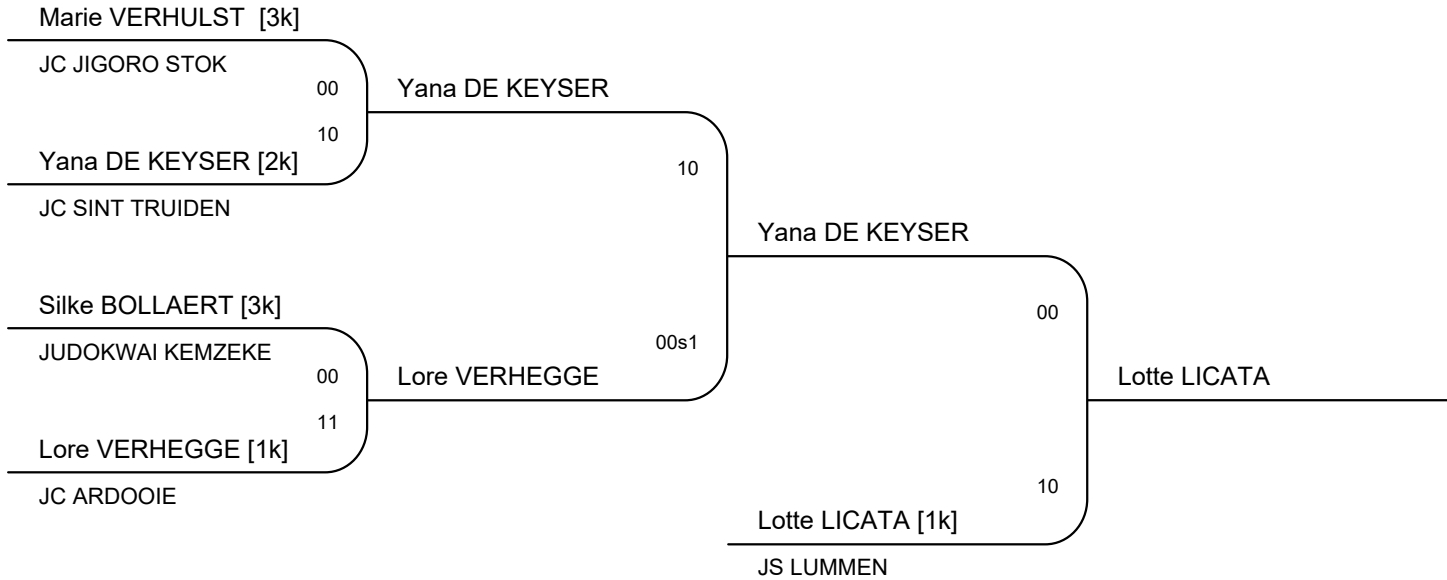 Marie VERHULST [3k]
JC JIGORO STOK
00
Yana DE KEYSER
10
Yana DE KEYSER [2k]
10
JC SINT TRUIDEN
Yana DE KEYSER
Silke BOLLAERT [3k]
00
JUDOKWAI KEMZEKE
00s1
00
Lore VERHEGGE
Lotte LICATA
11
Lore VERHEGGE [1k]
JC ARDOOIE
10
Lotte LICATA [1k]
JS LUMMEN